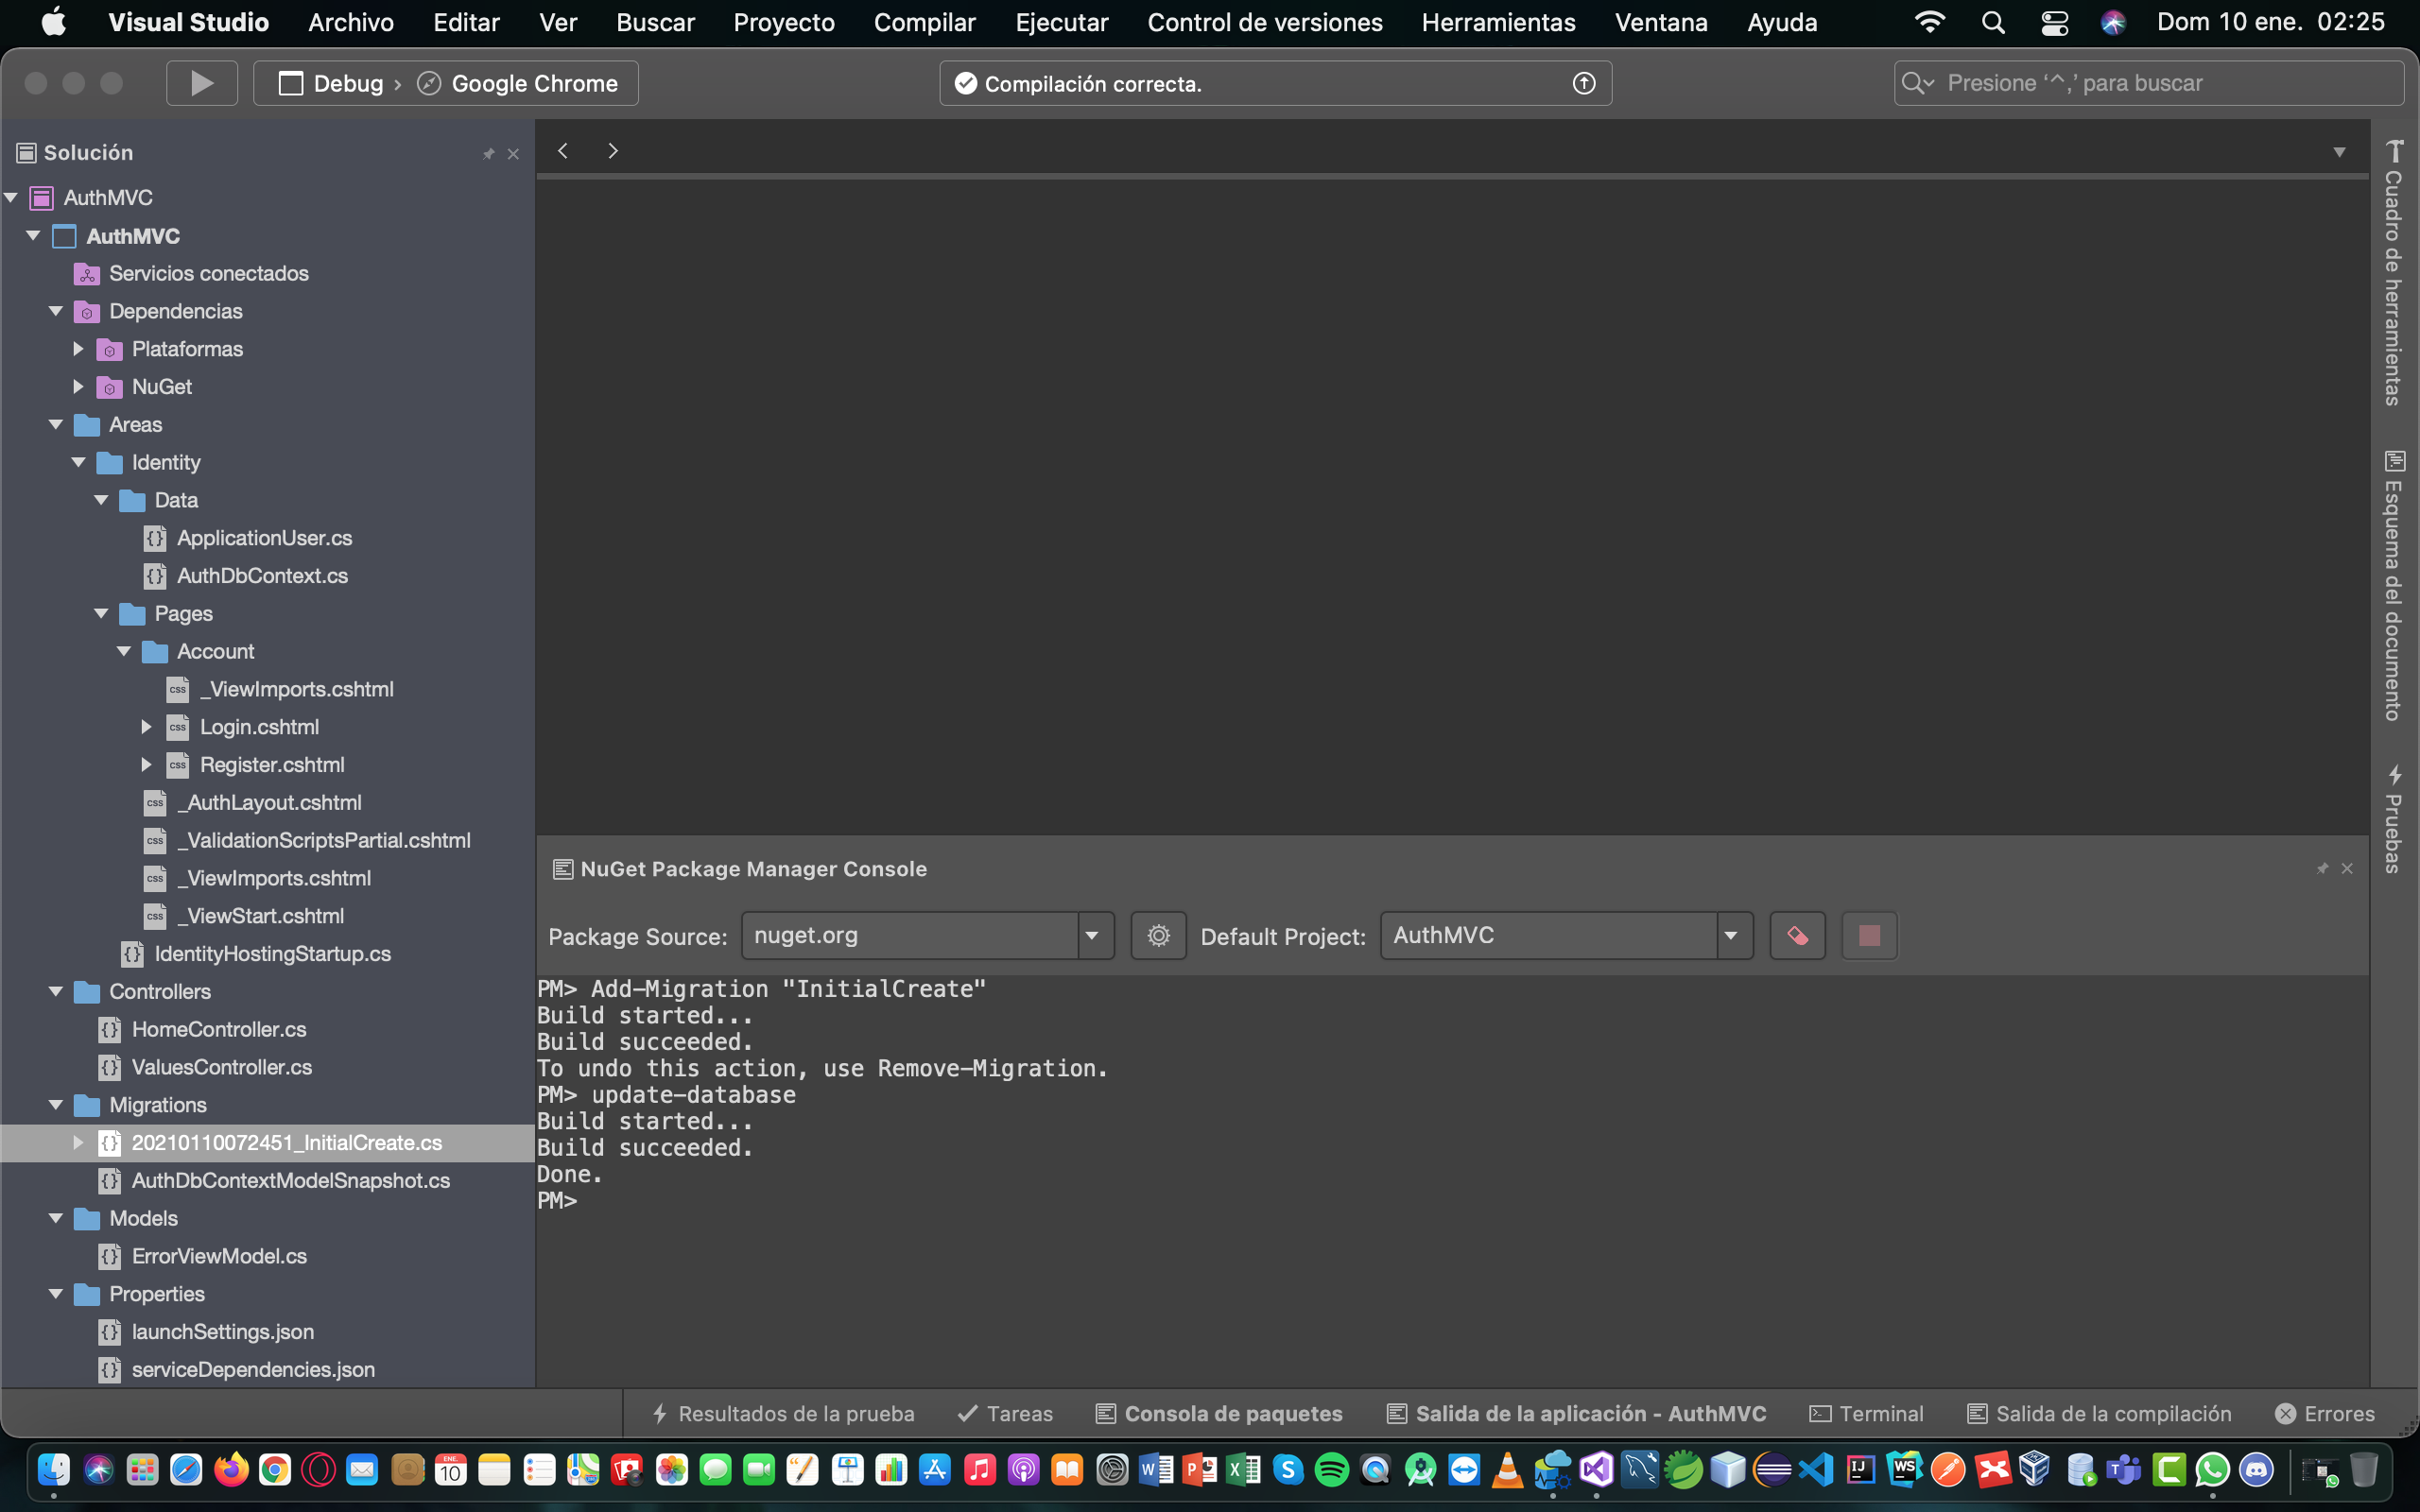 Visual Studio Archivo Editar Ver Buscar Proyecto Compilar Ejecutar Control de versiones Herramientas Ventana Ayuda Dom 10 ene. 02:25
Debug › Google Chrome
Compilación correcta.
Presione ‘^,’ para buscar
Solución
AuthMVC
AuthMVC
Servicios conectados
Dependencias
Plataformas
NuGet
Areas
Identity
Data
ApplicationUser.cs
AuthDbContext.cs
Pages
Account
_ViewImports.cshtml
Login.cshtml
Register.cshtml
_AuthLayout.cshtml
_ValidationScriptsPartial.cshtml
_ViewImports.cshtml
_ViewStart.cshtml
IdentityHostingStartup.cs
Controllers
HomeController.cs
ValuesController.cs
Migrations
20210110072451_InitialCreate.cs
AuthDbContextModelSnapshot.cs
Models
ErrorViewModel.cs
Properties
launchSettings.json
serviceDependencies.json
NuGet Package Manager Console
Package Source: nuget.org Default Project: AuthMVC
PM> Add-Migration "InitialCreate"
Build started...
Build succeeded.
To undo this action, use Remove-Migration.
PM> update-database
Build started...
Build succeeded.
Done.
PM>
Cuadro de herramientas
Esquema del documento
Pruebas
Resultados de la prueba Tareas Consola de paquetes Salida de la aplicación - AuthMVC Terminal Salida de la compilación Errores